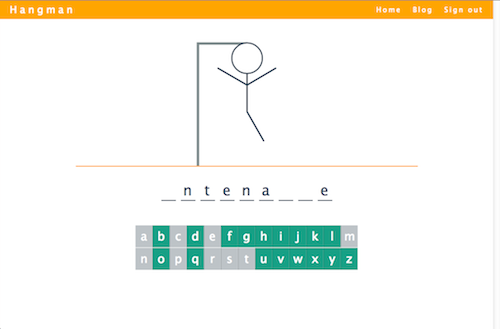 Hangman
Home Blog Sign out
_ n t e n a _ _ e
a b c d e f g h i j k l m
n o p q r s t u v w x y z